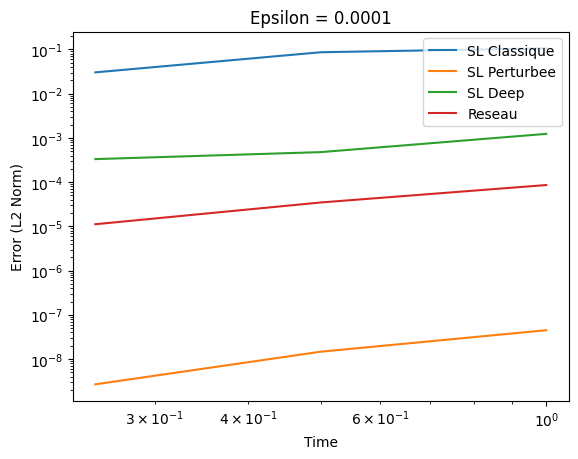 Epsilon = 0.0001
SL Classique
SL Perturbee
SL Deep
Reseau
Error (L2 Norm)
10⁻¹
10⁻²
10⁻³
10⁻⁴
10⁻⁵
10⁻⁶
10⁻⁷
10⁻⁸
3 × 10⁻¹ 4 × 10⁻¹ 6 × 10⁻¹ 10⁰
Time